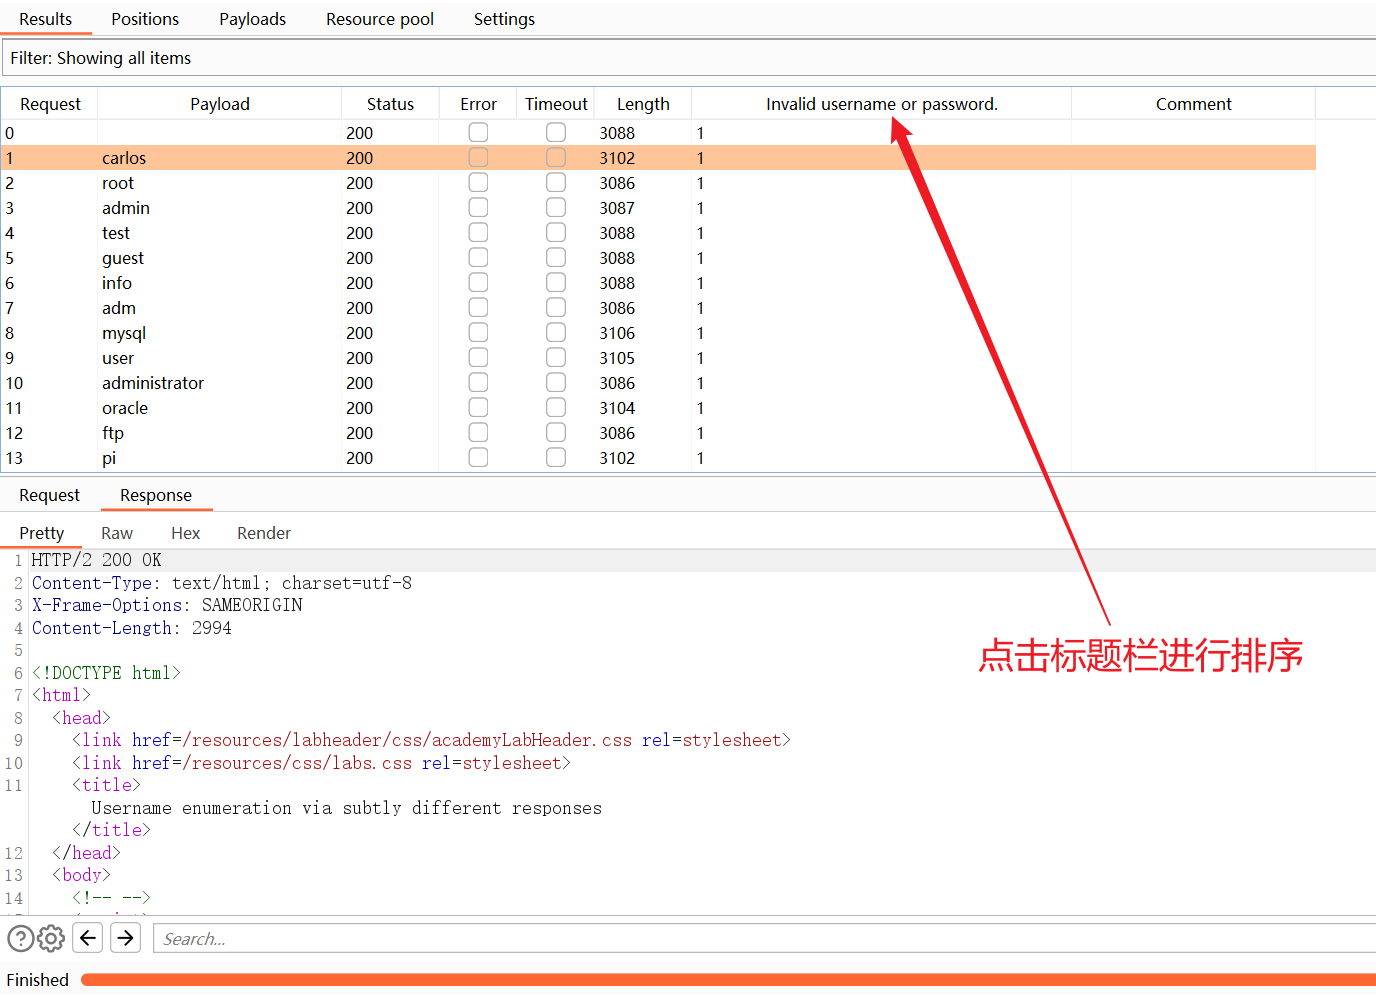 Results Positions Payloads Resource pool Settings
Filter: Showing all items
Request Payload Status Error Timeout Length Invalid username or password. Comment
0 200 3088 1
1 carlos 200 3102 1
2 root 200 3086 1
3 admin 200 3087 1
4 test 200 3088 1
5 guest 200 3088 1
6 info 200 3088 1
7 adm 200 3086 1
8 mysql 200 3106 1
9 user 200 3105 1
10 administrator 200 3086 1
11 oracle 200 3104 1
12 ftp 200 3086 1
13 pi 200 3102 1
Request Response
Pretty Raw Hex Render
1 HTTP/2 200 OK
2 Content-Type: text/html; charset=utf-8
3 X-Frame-Options: SAMEORIGIN
4 Content-Length: 2994
点击标题栏进行排序
5
6 <!DOCTYPE html>
7 <html>
8 <head>
9 <link href=/resources/labheader/css/academyLabHeader.css rel=stylesheet>
10 <link href=/resources/css/labs.css rel=stylesheet>
11 <title>
Username enumeration via subtly different responses
</title>
12 </head>
13 <body>
14 <!-- -->
Search...
Finished